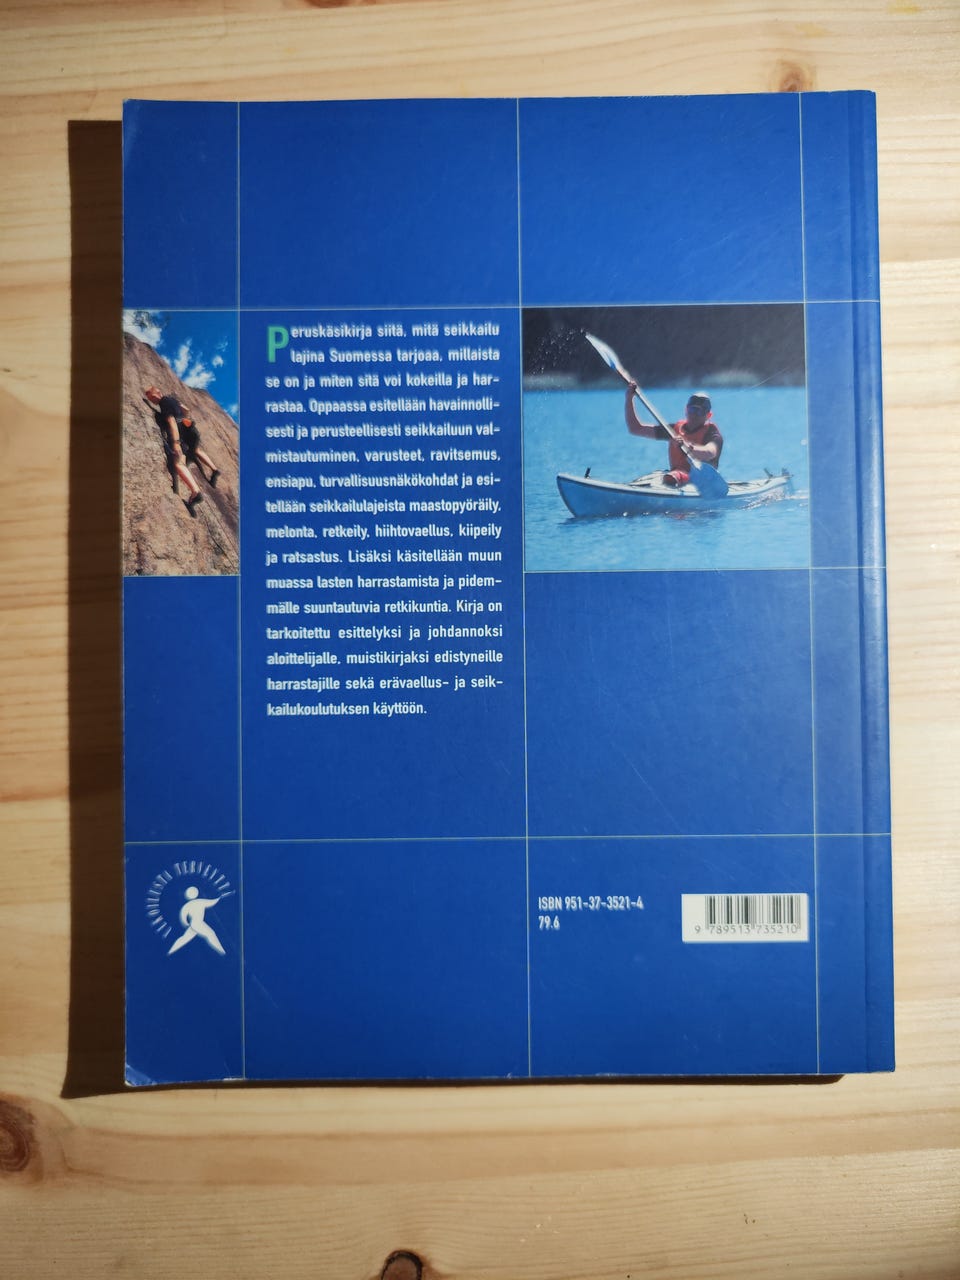 Peruskäsikirja siitä, mitä seikkailu
lajina Suomessa tarjoaa, millaista
se on ja miten sitä voi kokeilla ja har-
rastaa. Oppaassa esitellään havainnolli-
sesti ja perusteellisesti seikkailuun val-
mistautuminen, varusteet, ravitsemus,
ensiapu, turvallisuusnäkökohdat ja esi-
tellään seikkailulajeista maastopyöräily,
melonta, retkeily, hiihtovaellus, kiipeily
ja ratsastus. Lisäksi käsitellään muun
muassa lasten harrastamista ja pidem-
mälle suuntautuvia retkikuntia. Kirja on
tarkoitettu esittelyksi ja johdannoksi
aloittelijalle, muistikirjaksi edistyneille
harrastajille sekä erävaellus- ja seik-
kailukoulutuksen käyttöön.
LIIKUNNASTA TERVEYTTÄ
ISBN 951-37-3521-4
79.6
9 789513 735210